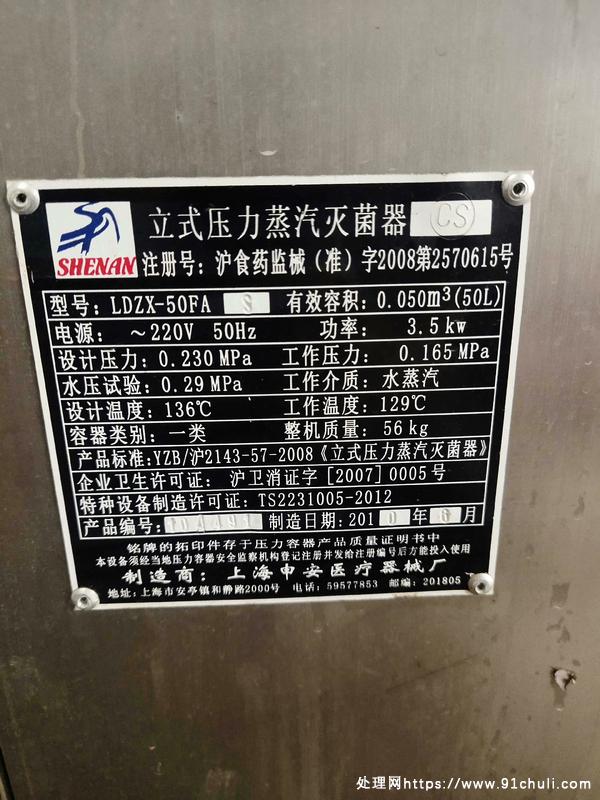 立式压力蒸汽灭菌器 CS
SHENAN
注册号：沪食药监械（准）字2008第2570615号
型号：LDZX-50FA S 有效容积：0.050m³(50L)
电源：～220V 50Hz 功率：3.5kw
设计压力：0.230MPa 工作压力：0.165MPa
水压试验：0.29MPa 工作介质：水蒸汽
设计温度：136℃ 工作温度：129℃
容器类别：一类 整机质量：56kg
产品标准：YZB/沪2143-57-2008《立式压力蒸汽灭菌器》
企业卫生许可证：沪卫消证字[2007]0005号
特种设备制造许可证：TS2231005-2012
产品编号： 制造日期：2010年6月
铭牌的拓印件存于压力容器产品质量证明书中
本设备须经当地压力容器安全监察机构登记注册并发给注册编号后方能投入使用
制造商：上海申安医疗器械厂
地址：上海市安亭镇和静路2000号 电话：59577853 邮编：201805
处理网https://www.91chuli.com/